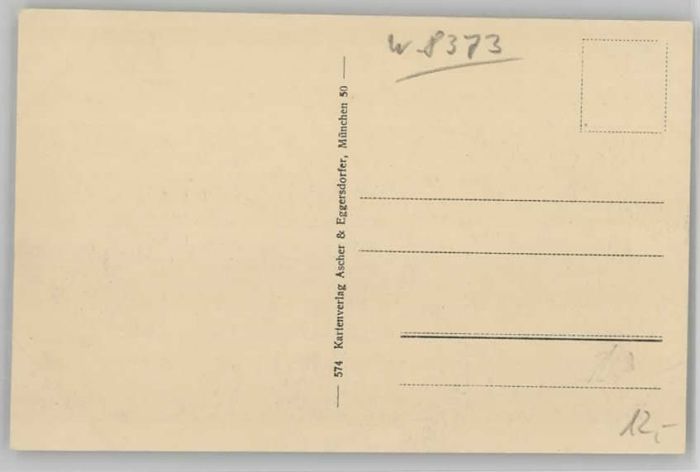 W 8373
574 Kartenverlag Ascher & Eggersdorfer, München 50
12,-